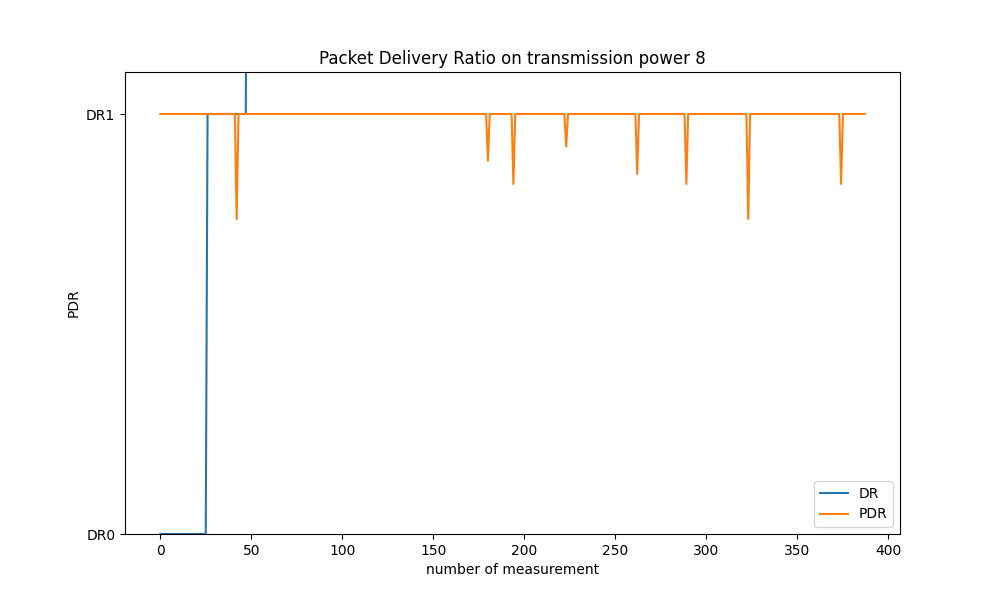 Packet Delivery Ratio on transmission power 8
DR1
PDR
DR0
0 50 100 150 200 250 300 350 400
number of measurement
DR
PDR